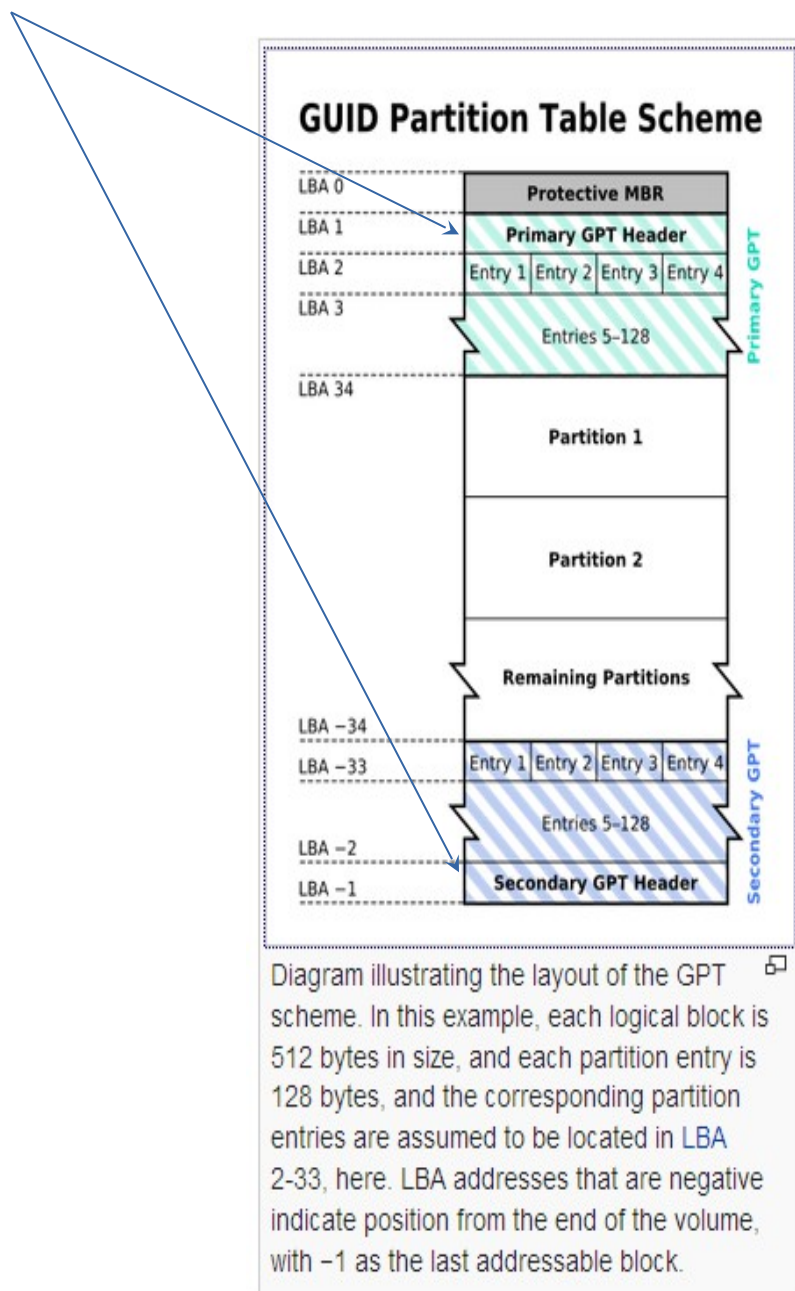 GUID Partition Table Scheme
LBA 0
Protective MBR
LBA 1
Primary GPT Header
LBA 2
Entry 1 Entry 2 Entry 3 Entry 4
LBA 3
Entries 5–128
Primary GPT
LBA 34
Partition 1
Partition 2
Remaining Partitions
LBA −34
LBA −33
Entry 1 Entry 2 Entry 3 Entry 4
Entries 5–128
LBA −2
LBA −1
Secondary GPT Header
Secondary GPT
Diagram illustrating the layout of the GPT
scheme. In this example, each logical block is
512 bytes in size, and each partition entry is
128 bytes, and the corresponding partition
entries are assumed to be located in LBA
2-33, here. LBA addresses that are negative
indicate position from the end of the volume,
with −1 as the last addressable block.